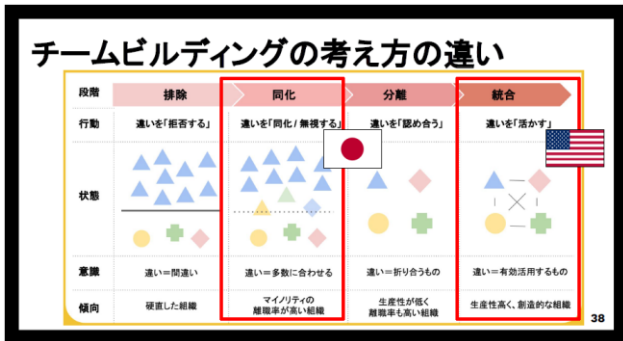 チームビルディングの考え方の違い
段階 排除 同化 分離 統合
行動 違いを「拒否する」 違いを「同化 / 無視する」 違いを「認め合う」 違いを「活かす」
状態
意識 違い＝間違い 違い＝多数に合わせる 違い＝折り合うもの 違い＝有効活用するもの
傾向 硬直した組織 マイノリティの 生産性が低く 生産性高く、創造的な組織
離職率が高い組織 離職率も高い組織
38